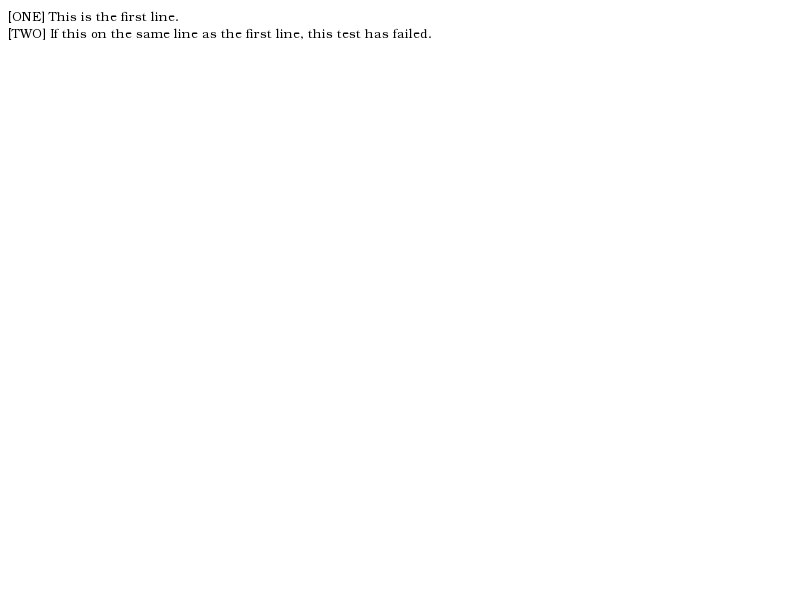 [ONE] This is the first line.
[TWO] If this on the same line as the first line, this test has failed.